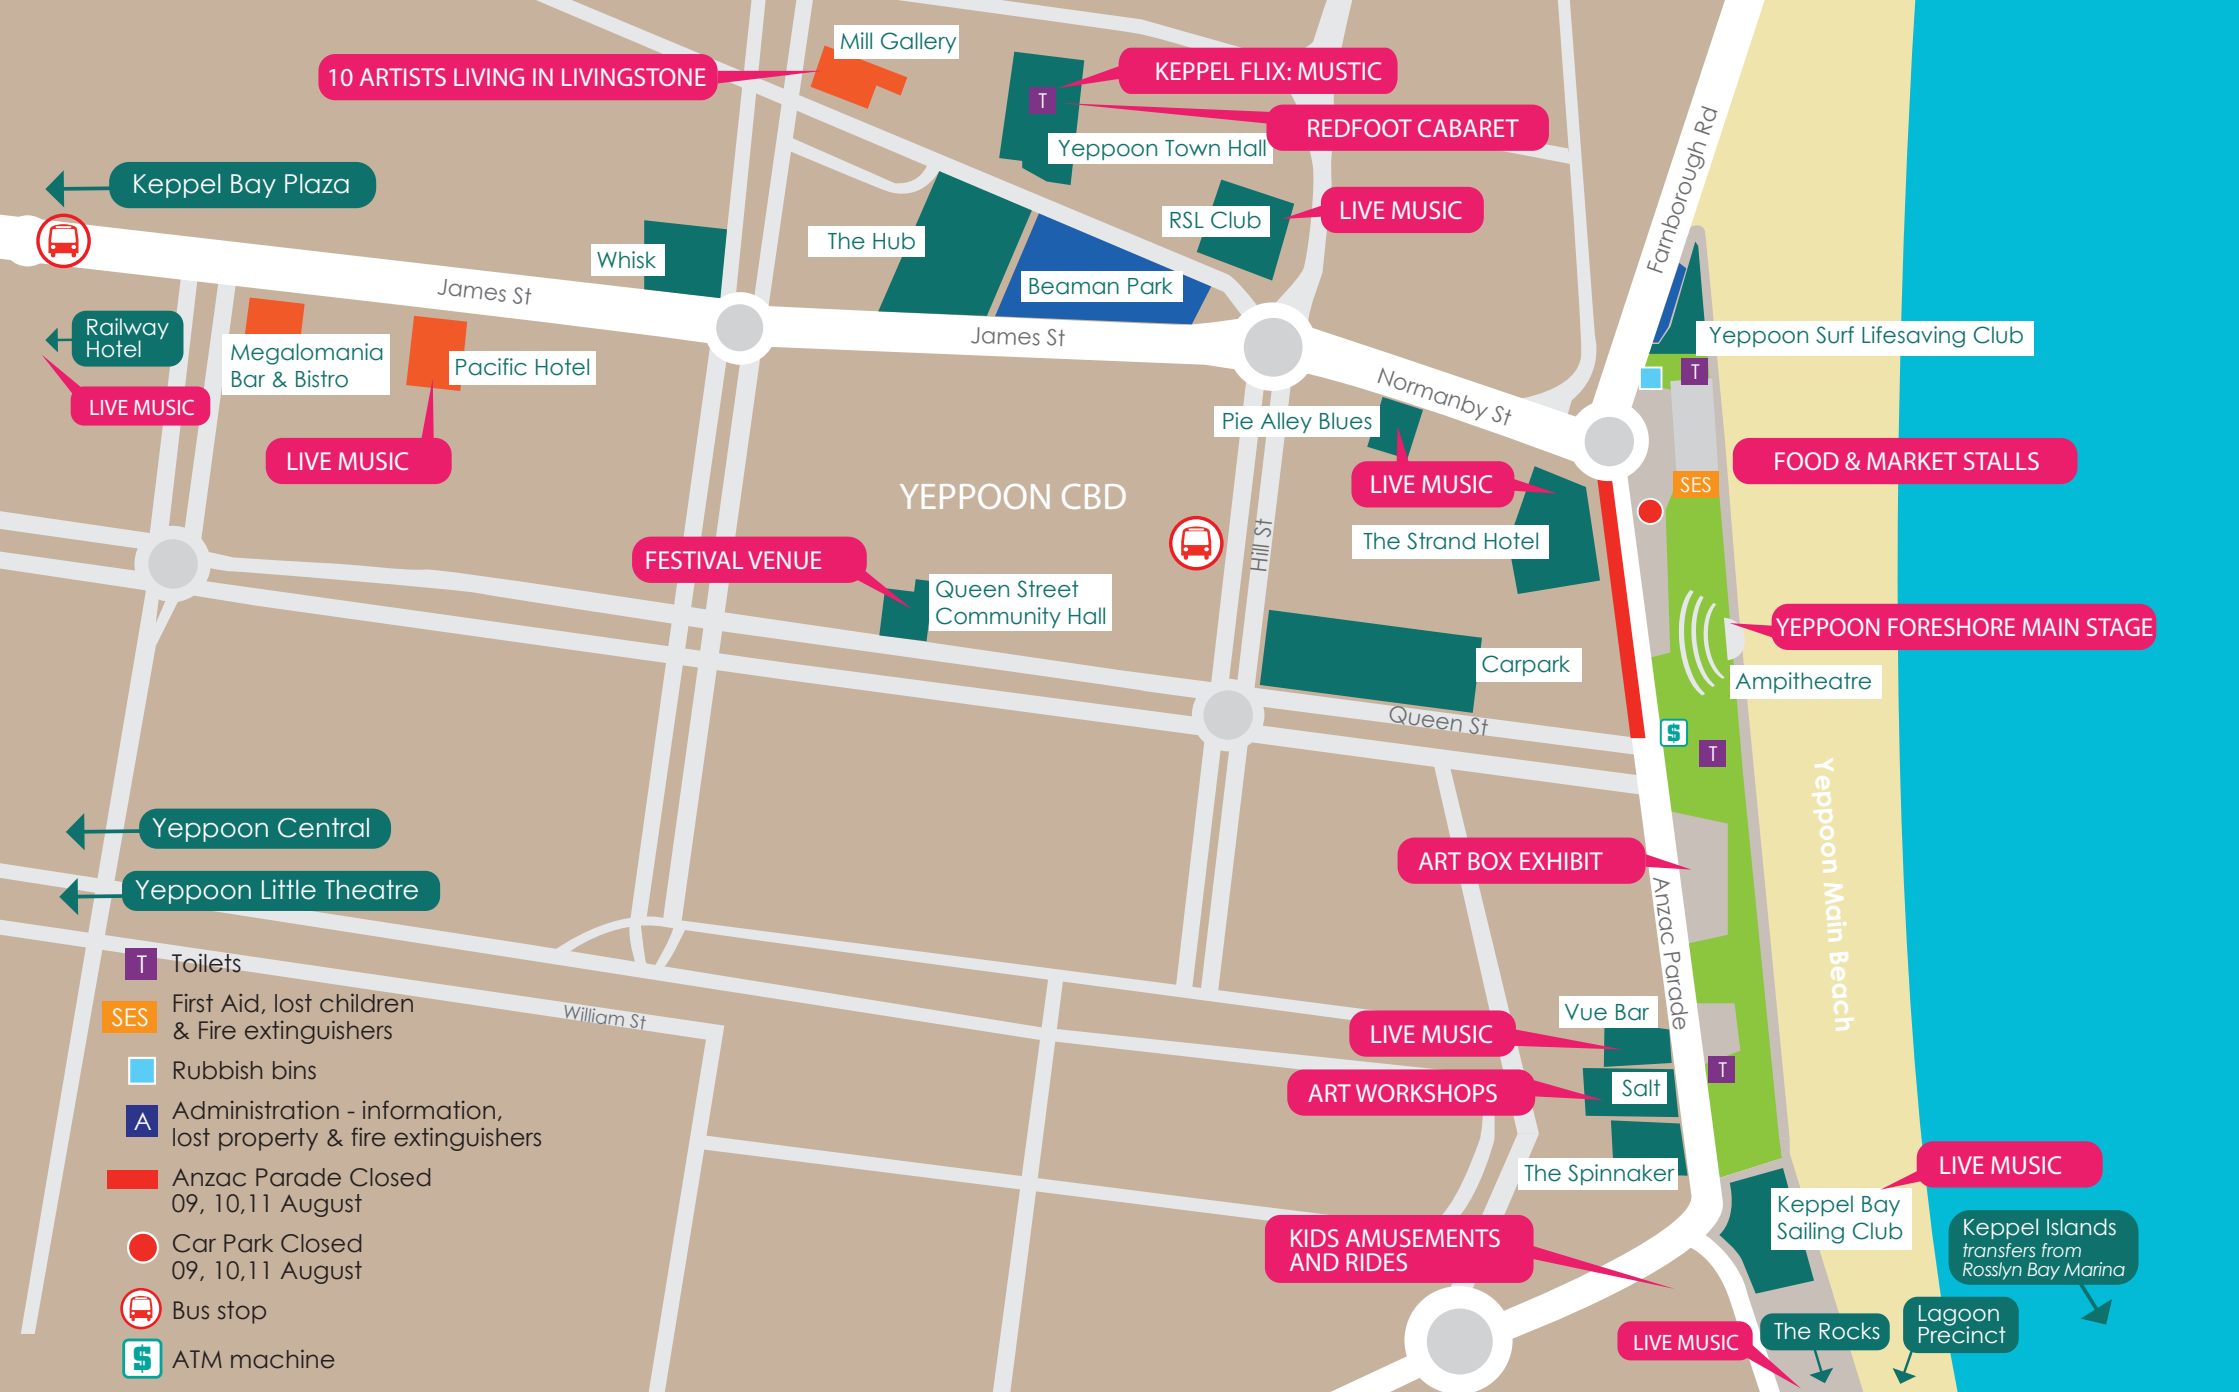 Mill Gallery
10 ARTISTS LIVING IN LIVINGSTONE
KEPPEL FLIX: MUSTIC
T
REDFOOT CABARET
Yeppoon Town Hall
Farnborough Rd
Keppel Bay Plaza
RSL Club
LIVE MUSIC
The Hub
Whisk
Beaman Park
James St
James St
Railway
Hotel
Yeppoon Surf Lifesaving Club
Megalomania
Bar & Bistro
Pacific Hotel
T
Normanby St
LIVE MUSIC
Pie Alley Blues
LIVE MUSIC
FOOD & MARKET STALLS
LIVE MUSIC
SES
YEPPOON CBD
Hill St
The Strand Hotel
FESTIVAL VENUE
Queen Street
Community Hall
YEPPOON FORESHORE MAIN STAGE
Carpark
Ampitheatre
Queen St
$
T
Yeppoon Main Beach
Yeppoon Central
ART BOX EXHIBIT
Yeppoon Little Theatre
Anzac Parade
T Toilets
SES First Aid, lost children
& Fire extinguishers
William St
Vue Bar
LIVE MUSIC
Rubbish bins
T
Salt
ART WORKSHOPS
A Administration - information,
lost property & fire extinguishers
The Spinnaker
LIVE MUSIC
Anzac Parade Closed
09, 10,11 August
Keppel Bay
Sailing Club
Keppel Islands
transfers from
Rosslyn Bay Marina
Car Park Closed
09, 10,11 August
KIDS AMUSEMENTS
AND RIDES
Bus stop
Lagoon
Precinct
The Rocks
LIVE MUSIC
$ ATM machine